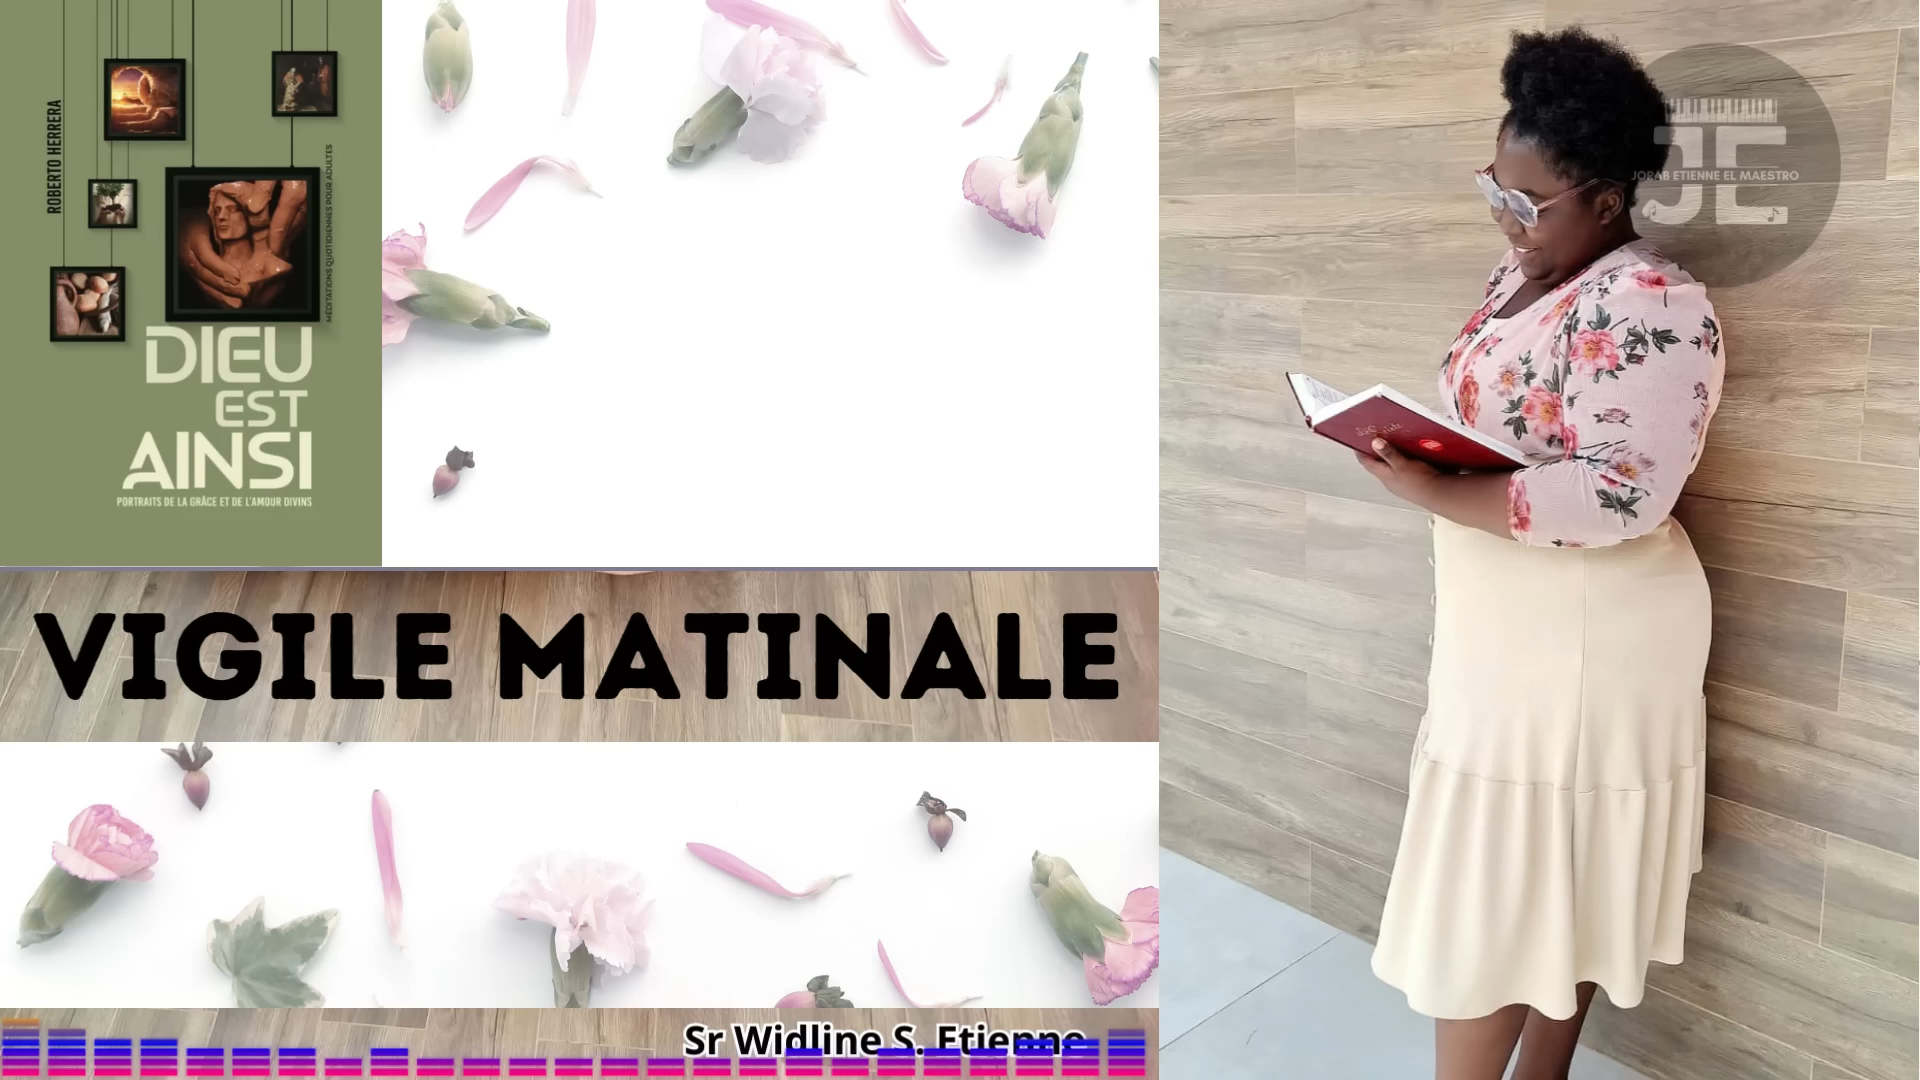 ROBERTO HERRERA
MÉDITATIONS QUOTIDIENNES POUR ADULTES
DIEU
EST
AINSI
PORTRAITS DE LA GRÂCE ET DE L'AMOUR DIVINS
VIGILE MATINALE
Sr Widline S. Etienne
JE
JORAB ETIENNE EL MAESTRO